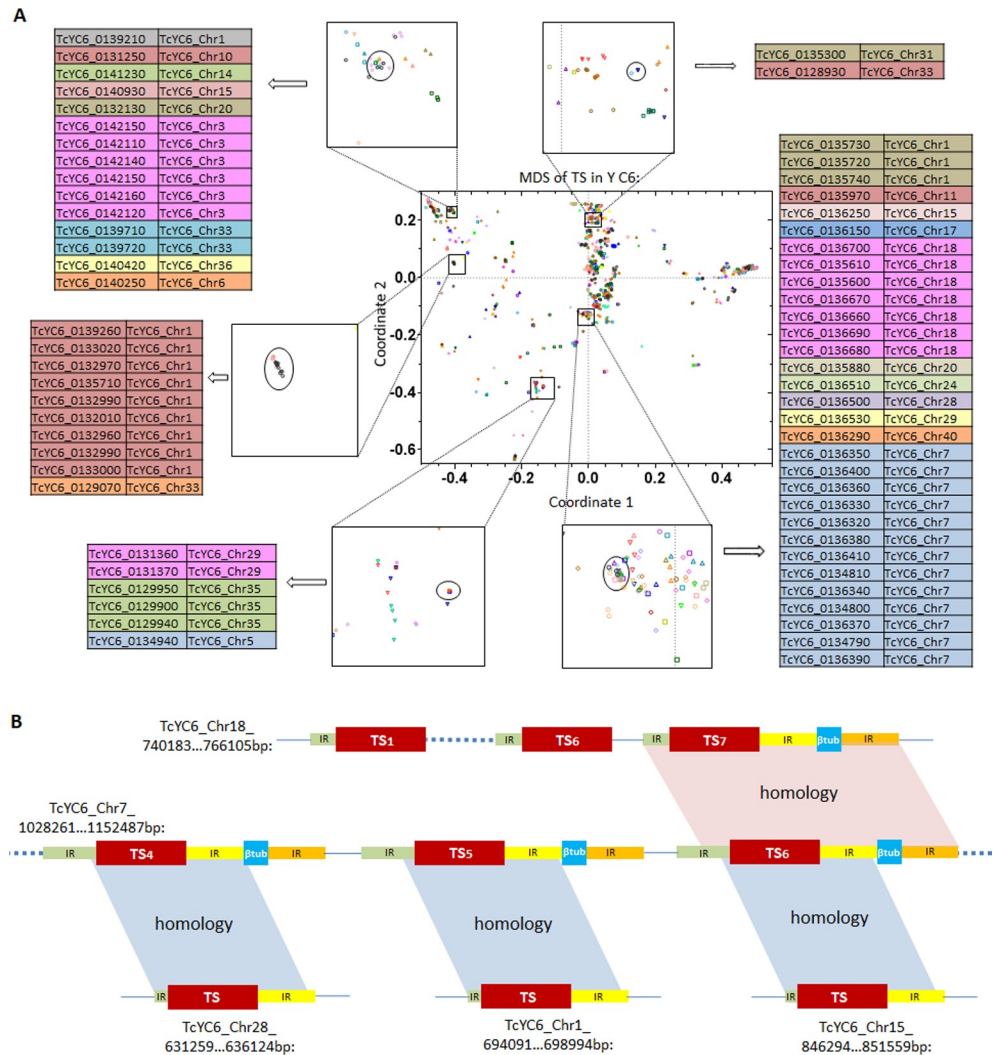 A
TcYC6_0139210 TcYC6_Chr1
TcYC6_0131250 TcYC6_Chr10
TcYC6_0141230 TcYC6_Chr14
TcYC6_0140930 TcYC6_Chr15
TcYC6_0132130 TcYC6_Chr20
TcYC6_0142150 TcYC6_Chr3
TcYC6_0142110 TcYC6_Chr3
TcYC6_0142140 TcYC6_Chr3
TcYC6_0142150 TcYC6_Chr3
TcYC6_0142160 TcYC6_Chr3
TcYC6_0142120 TcYC6_Chr3
TcYC6_0139710 TcYC6_Chr33
TcYC6_0139720 TcYC6_Chr33
TcYC6_0140420 TcYC6_Chr36
TcYC6_0140250 TcYC6_Chr6
TcYC6_0135300 TcYC6_Chr31
TcYC6_0128930 TcYC6_Chr33
TcYC6_0139260 TcYC6_Chr1
TcYC6_0133020 TcYC6_Chr1
TcYC6_0132970 TcYC6_Chr1
TcYC6_0135710 TcYC6_Chr1
TcYC6_0132990 TcYC6_Chr1
TcYC6_0132010 TcYC6_Chr1
TcYC6_0132960 TcYC6_Chr1
TcYC6_0132990 TcYC6_Chr1
TcYC6_0133000 TcYC6_Chr1
TcYC6_0129070 TcYC6_Chr33
MDS of TS in Y C6:
0.2
0.0
-0.2
-0.4
-0.6
Coordinate 2
-0.4 -0.2 0.0 0.2 0.4
Coordinate 1
TcYC6_0135730 TcYC6_Chr1
TcYC6_0135720 TcYC6_Chr1
TcYC6_0135740 TcYC6_Chr1
TcYC6_0135970 TcYC6_Chr11
TcYC6_0136250 TcYC6_Chr15
TcYC6_0136150 TcYC6_Chr17
TcYC6_0136700 TcYC6_Chr18
TcYC6_0135610 TcYC6_Chr18
TcYC6_0135600 TcYC6_Chr18
TcYC6_0136670 TcYC6_Chr18
TcYC6_0136660 TcYC6_Chr18
TcYC6_0136690 TcYC6_Chr18
TcYC6_0136680 TcYC6_Chr18
TcYC6_0135880 TcYC6_Chr20
TcYC6_0136510 TcYC6_Chr24
TcYC6_0136500 TcYC6_Chr28
TcYC6_0136530 TcYC6_Chr29
TcYC6_0136290 TcYC6_Chr40
TcYC6_0136350 TcYC6_Chr7
TcYC6_0136400 TcYC6_Chr7
TcYC6_0136360 TcYC6_Chr7
TcYC6_0136330 TcYC6_Chr7
TcYC6_0136320 TcYC6_Chr7
TcYC6_0136380 TcYC6_Chr7
TcYC6_0136410 TcYC6_Chr7
TcYC6_0134810 TcYC6_Chr7
TcYC6_0136340 TcYC6_Chr7
TcYC6_0134800 TcYC6_Chr7
TcYC6_0136370 TcYC6_Chr7
TcYC6_0134790 TcYC6_Chr7
TcYC6_0136390 TcYC6_Chr7
TcYC6_0131360 TcYC6_Chr29
TcYC6_0131370 TcYC6_Chr29
TcYC6_0129950 TcYC6_Chr35
TcYC6_0129900 TcYC6_Chr35
TcYC6_0129940 TcYC6_Chr35
TcYC6_0134940 TcYC6_Chr5
B
TcYC6_Chr18_
740183...766105bp:
IR TS1 IR TS6 IR TS7 IR βtub IR
homology
TcYC6_Chr7_
1028261...1152487bp:
IR TS4 IR βtub IR IR TS5 IR βtub IR IR TS6 IR βtub IR
homology homology homology
IR TS IR IR TS IR IR TS IR
TcYC6_Chr28_
631259...636124bp:
TcYC6_Chr1_
694091...698994bp:
TcYC6_Chr15_
846294...851559bp: